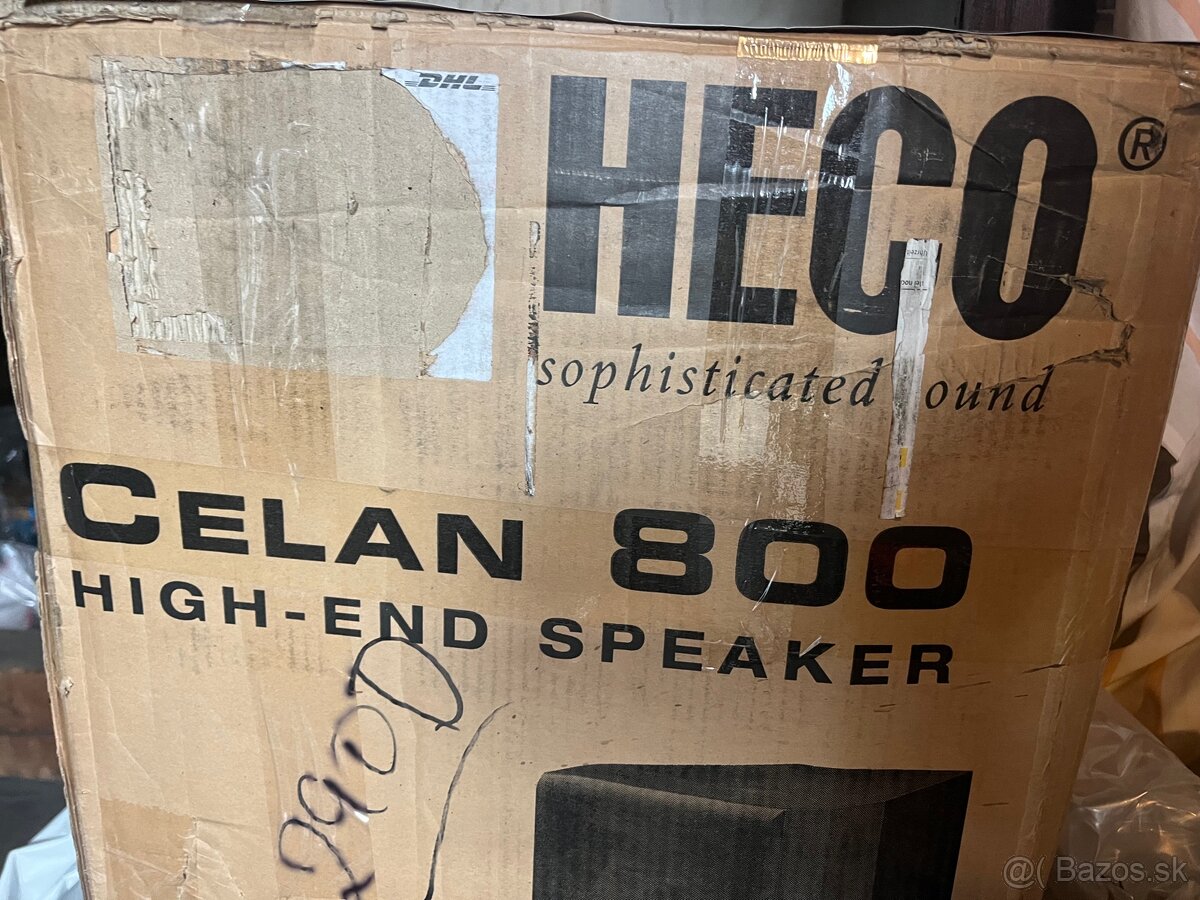 DHL
HECO®
sophisticated ound
CELAN 800
HIGH-END SPEAKER
@( Bazos.sk